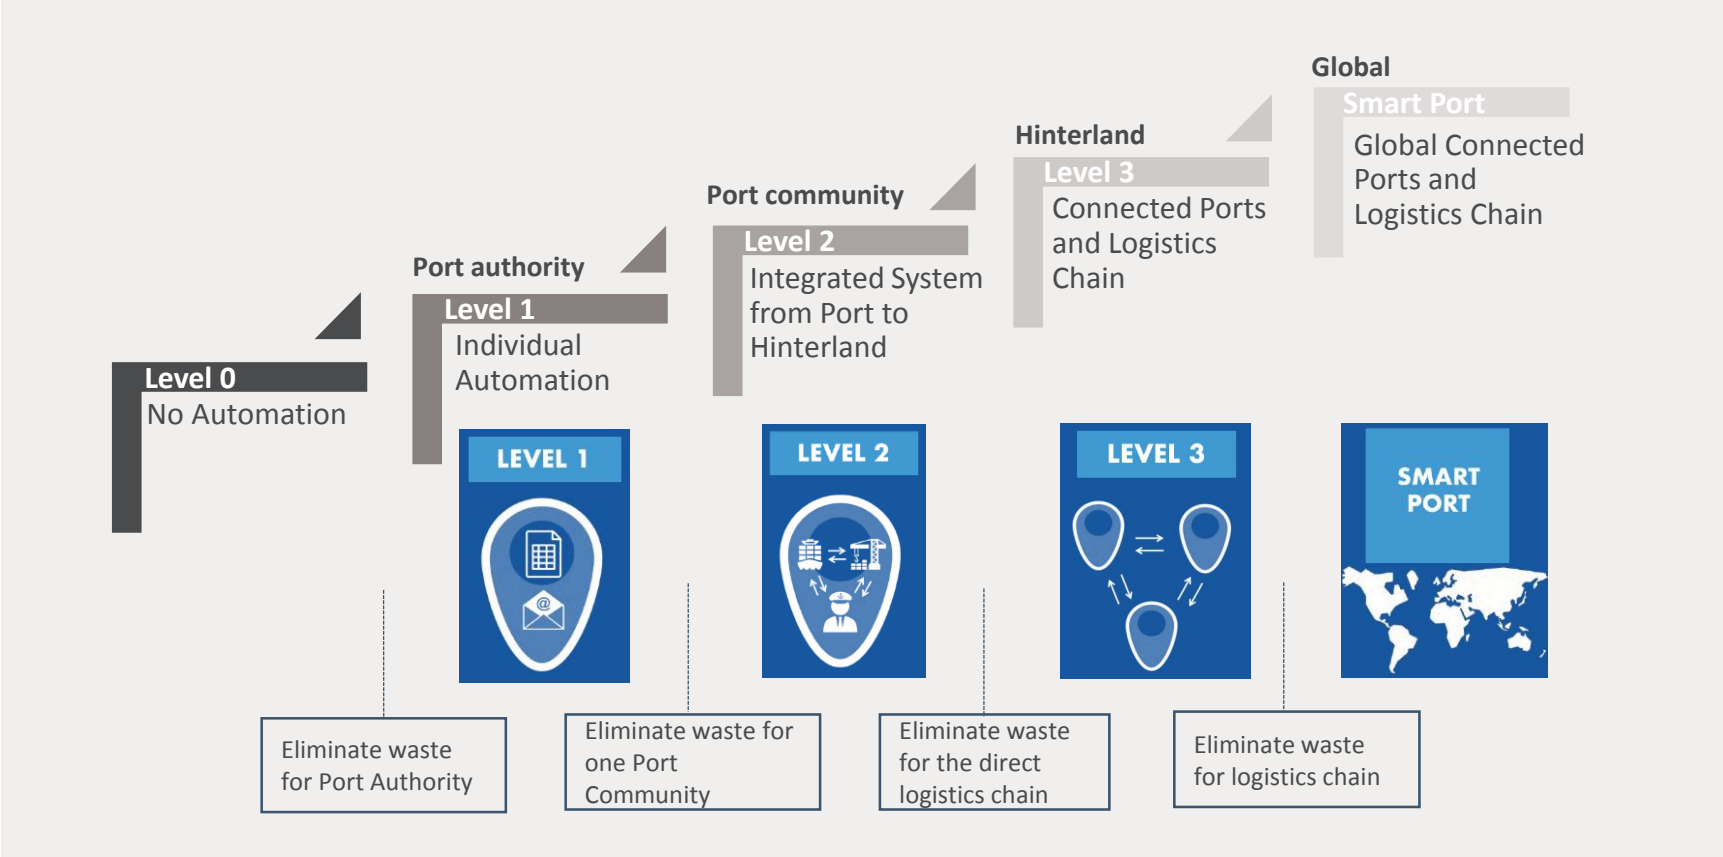 Level 0
No Automation
Port authority
Level 1
Individual
Automation
Port community
Level 2
Integrated System
from Port to
Hinterland
Hinterland
Level 3
Connected Ports
and Logistics
Chain
Global
Smart Port
Global Connected
Ports and
Logistics Chain
LEVEL 1
@
LEVEL 2
LEVEL 3
SMART
PORT
Eliminate waste
for Port Authority
Eliminate waste for
one Port
Community
Eliminate waste
for the direct
logistics chain
Eliminate waste
for logistics chain